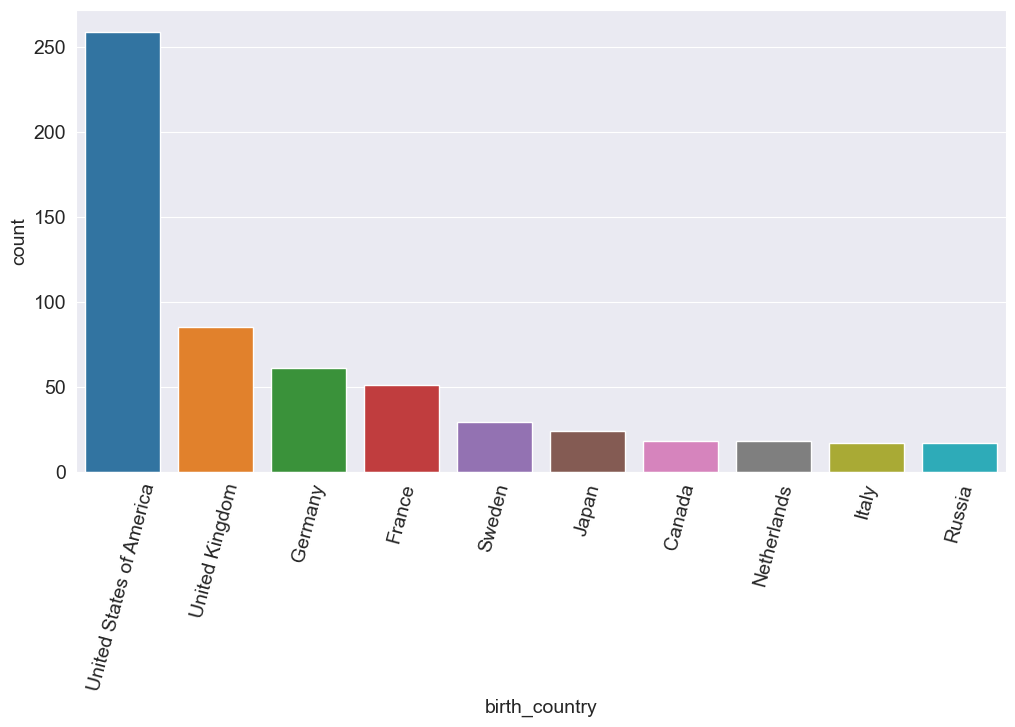 250
200
150
100
50
0
count
United States of America
United Kingdom
Germany
France
Sweden
Japan
Canada
Netherlands
Italy
Russia
birth_country